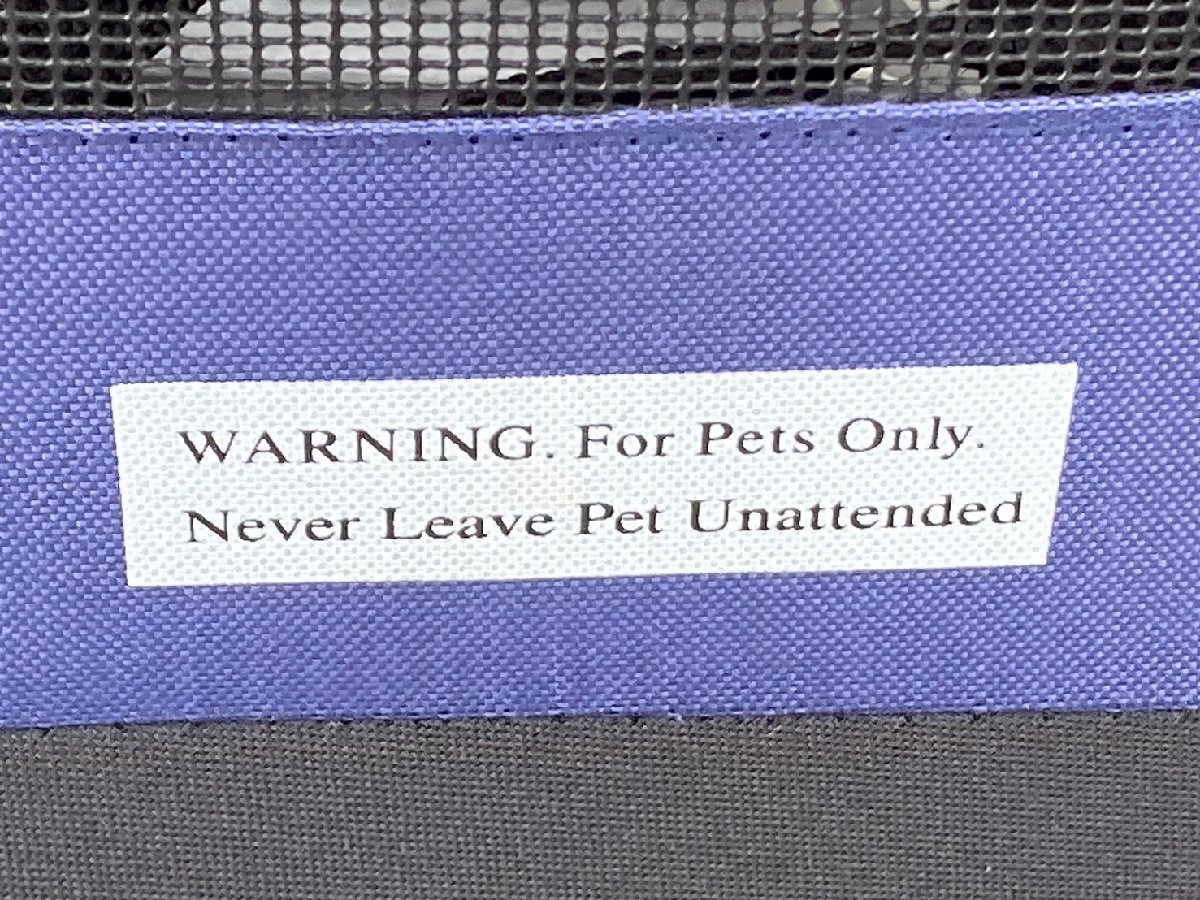 WARNING. For Pets Only.
Never Leave Pet Unattended